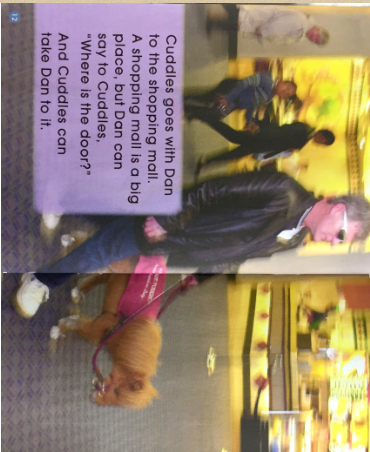 Cuddles goes with Dan
to the shopping mall.
A shopping mall is a big
place, but Dan can
say to Cuddles,
"Where is the door?"
And Cuddles can
take Dan to it.
12